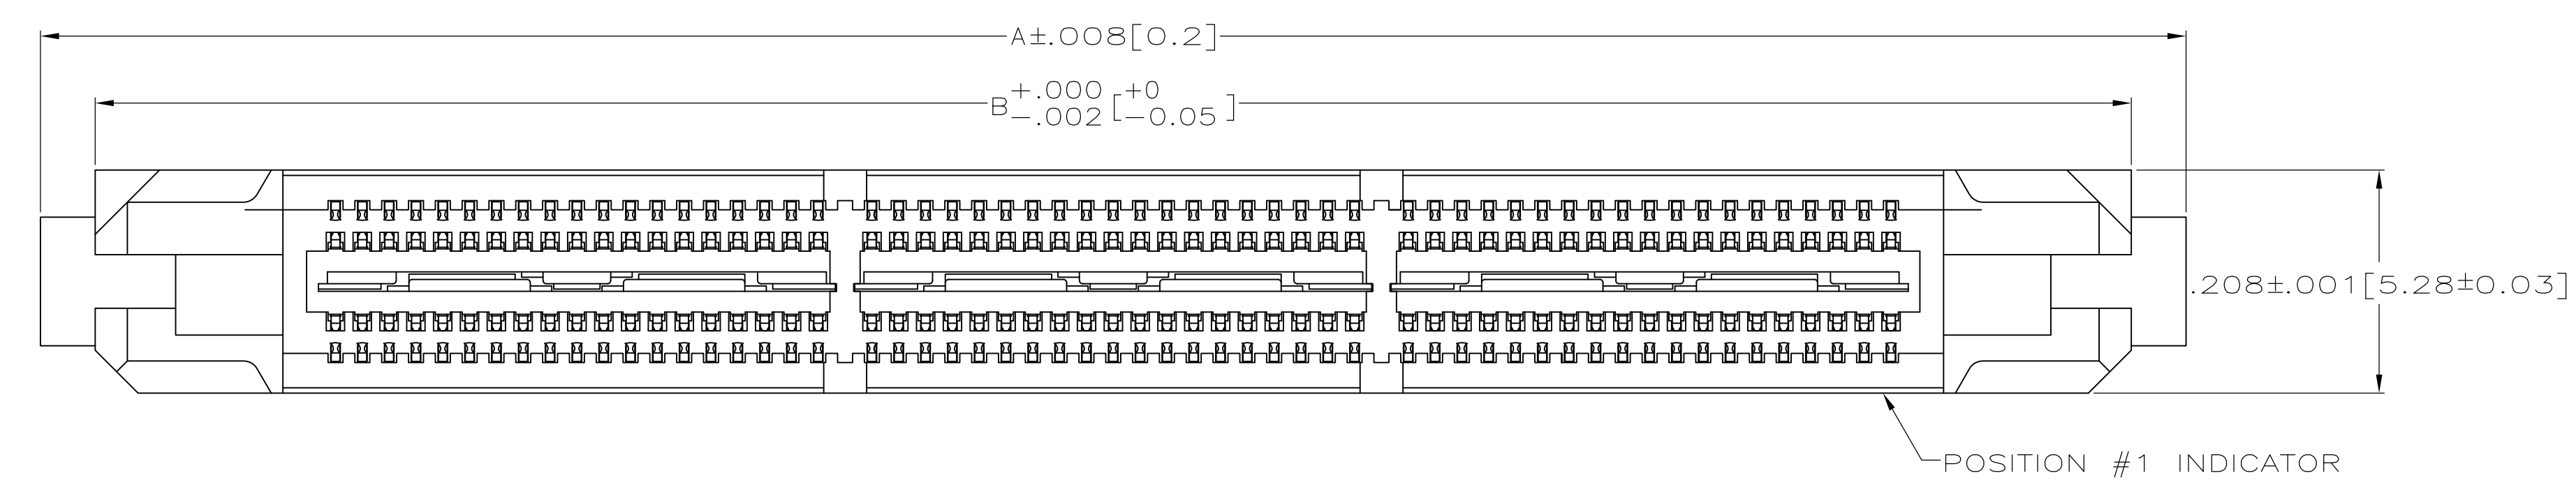 A±.008[0.2]
B +.000 -.002 [+0 -0.05]
.208±.001[5.28±0.03]
POSITION #1 INDICATOR